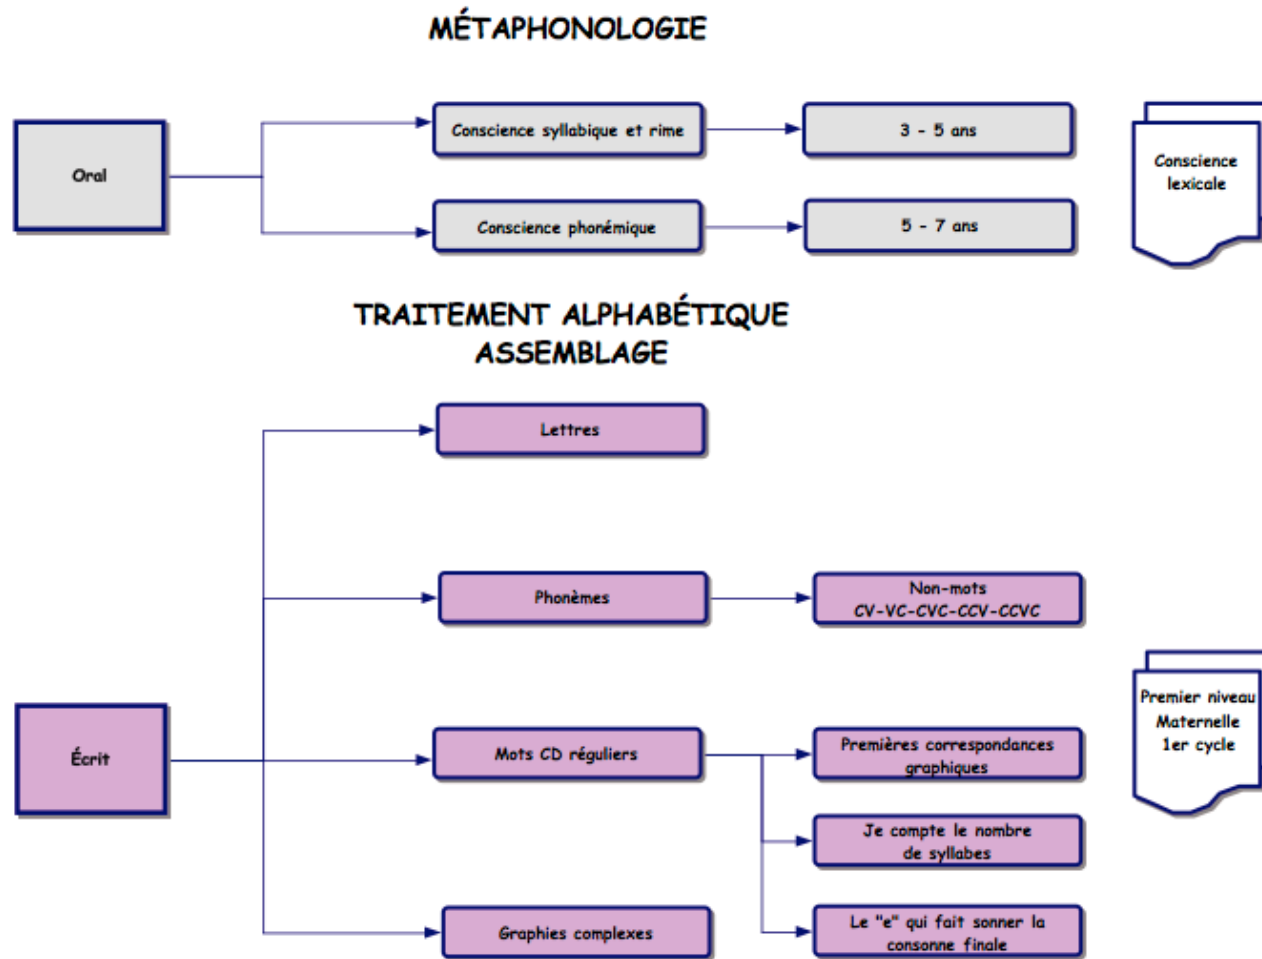 MÉTAPHONOLOGIE
Oral
Conscience syllabique et rime
3 - 5 ans
Conscience phonémique
5 - 7 ans
Conscience
lexicale
TRAITEMENT ALPHABÉTIQUE
ASSEMBLAGE
Écrit
Lettres
Phonèmes
Non-mots
CV-VC-CVC-CCV-CCVC
Mots CD réguliers
Premières correspondances
graphiques
Je compte le nombre
de syllabes
Le "e" qui fait sonner la
consonne finale
Graphies complexes
Premier niveau
Maternelle
1er cycle